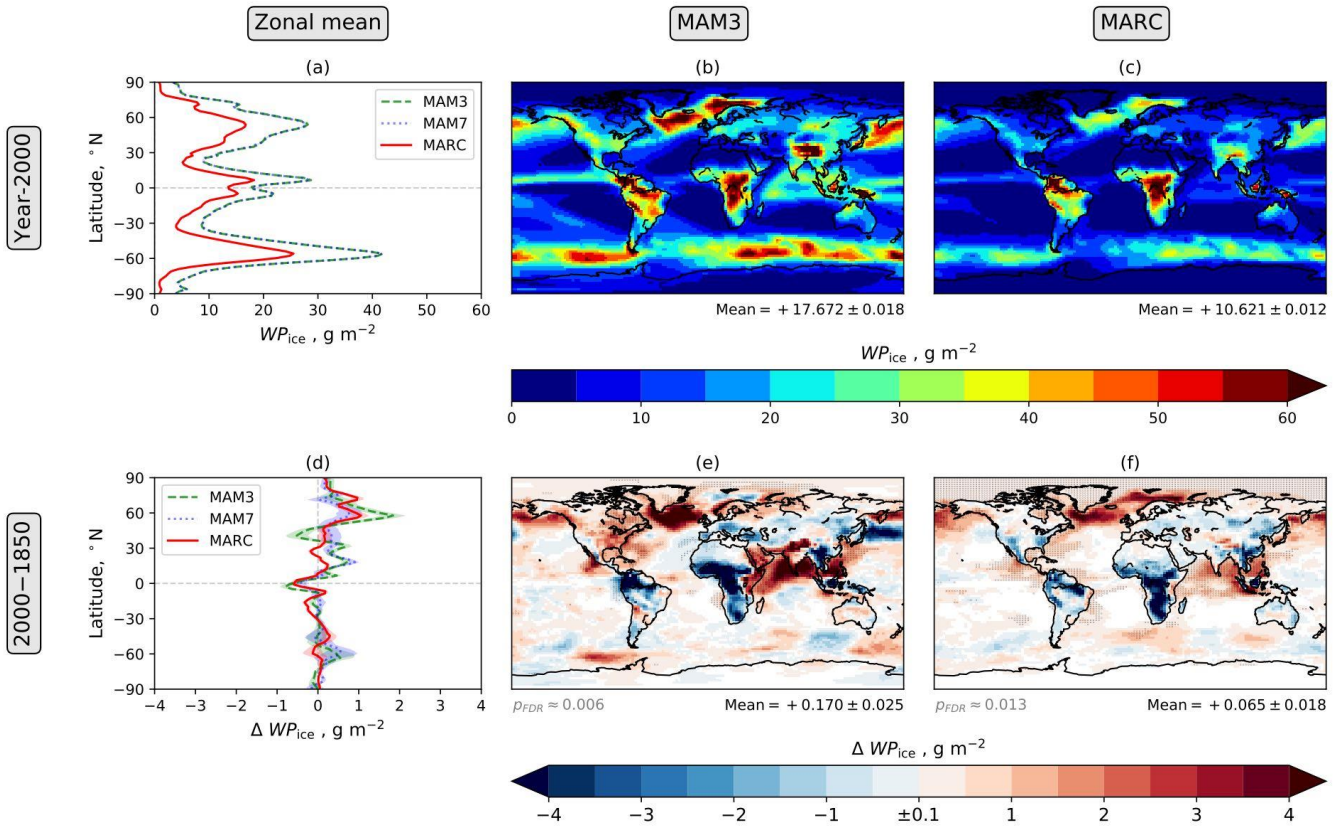 Zonal mean
MAM3
MARC
Year-2000
(a)
90
60
30
0
−30
−60
−90
Latitude, ° N
MAM3
MAM7
MARC
0 10 20 30 40 50 60
WPice , g m−2
(b)
Mean = +17.672 ± 0.018
(c)
Mean = +10.621 ± 0.012
WPice , g m−2
0 10 20 30 40 50 60
2000−1850
(d)
90
60
30
0
−30
−60
−90
Latitude, ° N
MAM3
MAM7
MARC
−4 −3 −2 −1 0 1 2 3 4
Δ WPice , g m−2
(e)
pFDR ≈ 0.006 Mean = +0.170 ± 0.025
(f)
pFDR ≈ 0.013 Mean = +0.065 ± 0.018
Δ WPice , g m−2
−4 −3 −2 −1 ±0.1 1 2 3 4